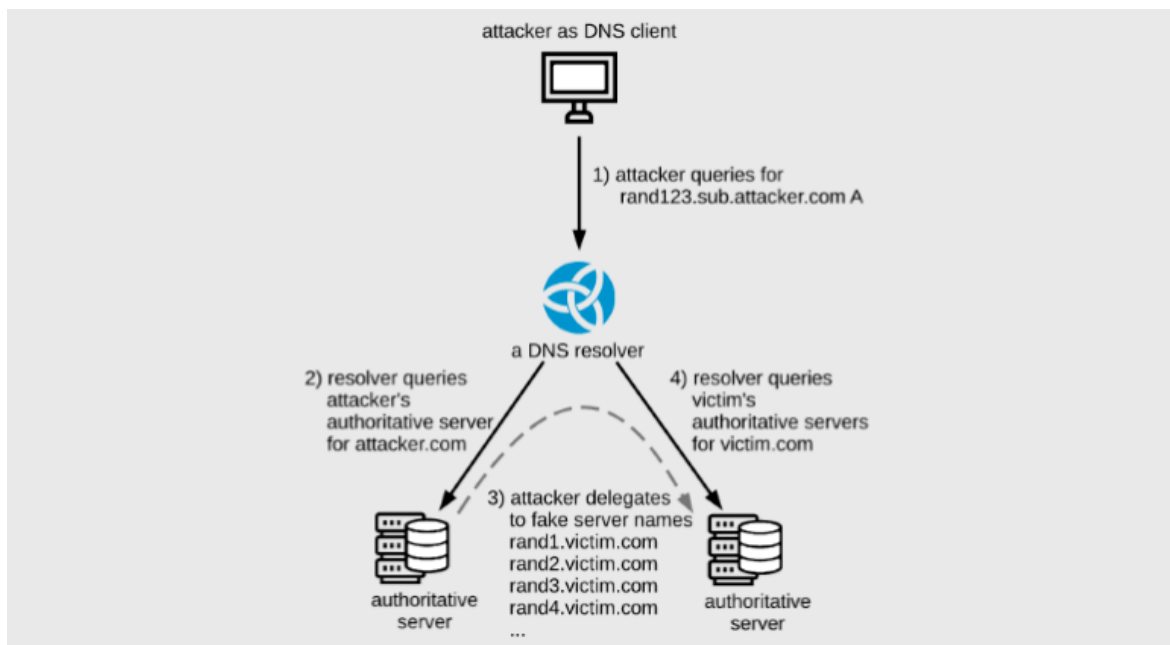 attacker as DNS client
1) attacker queries for
rand123.sub.attacker.com A
a DNS resolver
2) resolver queries
attacker's
authoritative server
for attacker.com
4) resolver queries
victim's
authoritative servers
for victim.com
3) attacker delegates
to fake server names
rand1.victim.com
rand2.victim.com
rand3.victim.com
rand4.victim.com
...
authoritative
server
authoritative
server